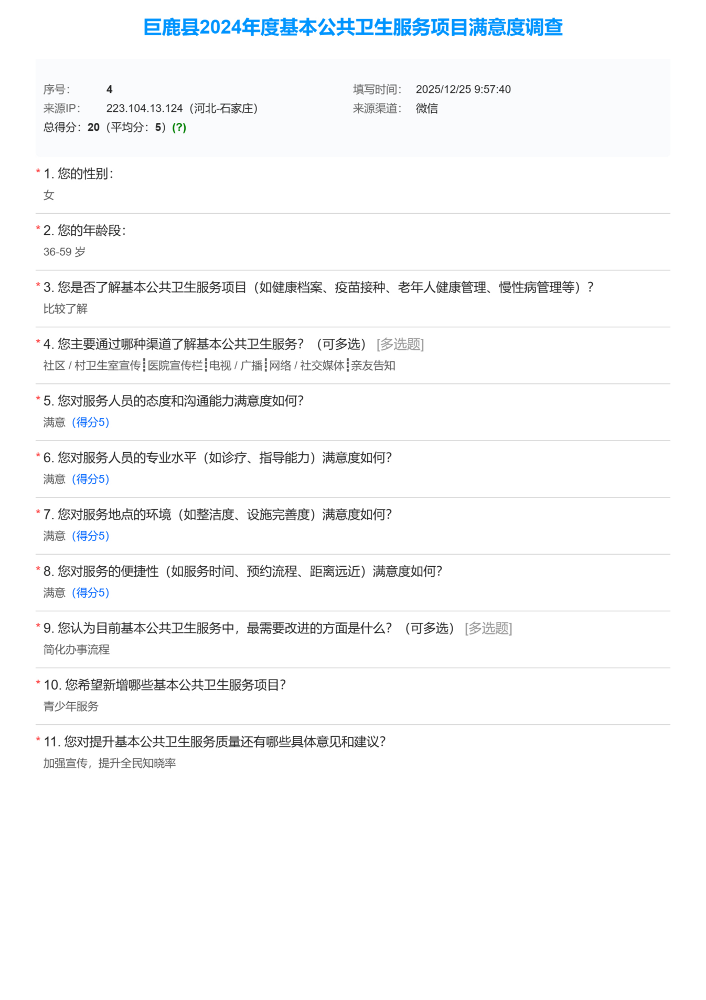 巨鹿县2024年度基本公共卫生服务项目满意度调查
序号： 4 填写时间： 2025/12/25 9:57:40
来源IP： 223.104.13.124（河北-石家庄） 来源渠道： 微信
总得分：20（平均分：5）(?)
* 1. 您的性别：
女
* 2. 您的年龄段：
36-59 岁
* 3. 您是否了解基本公共卫生服务项目（如健康档案、疫苗接种、老年人健康管理、慢性病管理等）？
比较了解
* 4. 您主要通过哪种渠道了解基本公共卫生服务？（可多选） [多选题]
社区 / 村卫生室宣传┋医院宣传栏┋电视 / 广播┋网络 / 社交媒体┋亲友告知
* 5. 您对服务人员的态度和沟通能力满意度如何？
满意（得分5）
* 6. 您对服务人员的专业水平（如诊疗、指导能力）满意度如何？
满意（得分5）
* 7. 您对服务地点的环境（如整洁度、设施完善度）满意度如何？
满意（得分5）
* 8. 您对服务的便捷性（如服务时间、预约流程、距离远近）满意度如何？
满意（得分5）
* 9. 您认为目前基本公共卫生服务中，最需要改进的方面是什么？（可多选） [多选题]
简化办事流程
* 10. 您希望新增哪些基本公共卫生服务项目？
青少年服务
* 11. 您对提升基本公共卫生服务质量还有哪些具体意见和建议？
加强宣传，提升全民知晓率